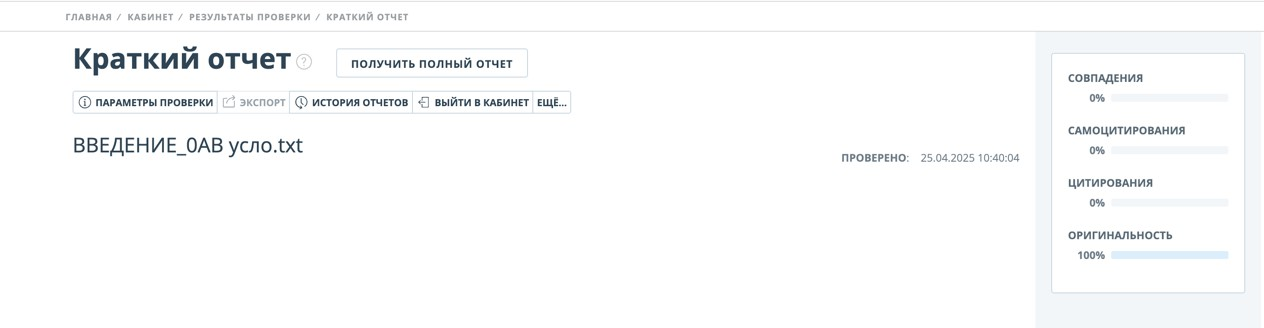 ГЛАВНАЯ / КАБИНЕТ / РЕЗУЛЬТАТЫ ПРОВЕРКИ / КРАТКИЙ ОТЧЕТ
Краткий отчет ? ПОЛУЧИТЬ ПОЛНЫЙ ОТЧЕТ
ПАРАМЕТРЫ ПРОВЕРКИ ЭКСПОРТ ИСТОРИЯ ОТЧЕТОВ ВЫЙТИ В КАБИНЕТ ЕЩЁ...
ВВЕДЕНИЕ_0АВ усло.txt
ПРОВЕРЕНО: 25.04.2025 10:40:04
СОВПАДЕНИЯ
0%
САМОЦИТИРОВАНИЯ
0%
ЦИТИРОВАНИЯ
0%
ОРИГИНАЛЬНОСТЬ
100%